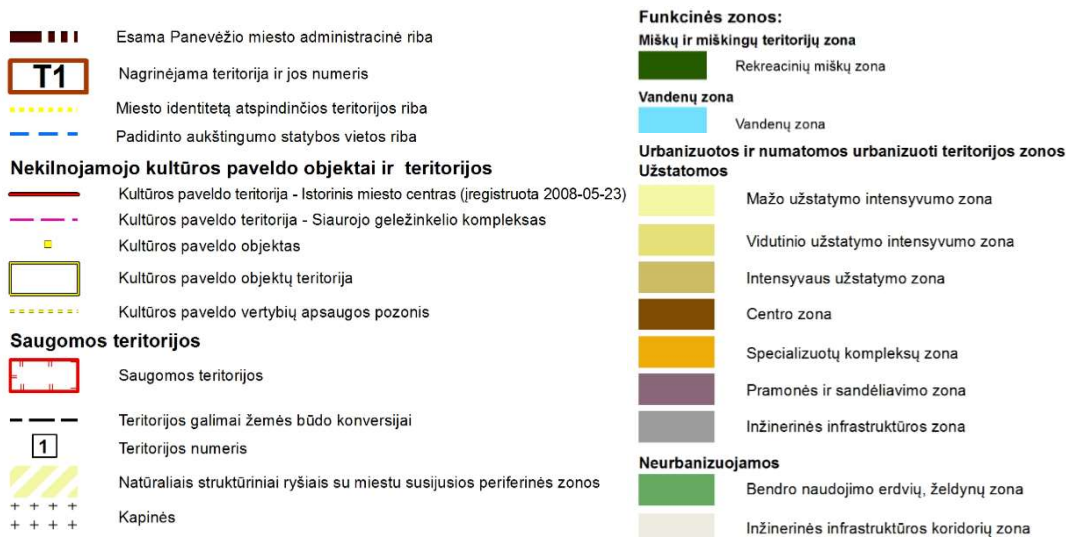 Esama Panevėžio miesto administracinė riba
T1 Nagrinėjama teritorija ir jos numeris
Miesto identitetą atspindinčios teritorijos riba
Padidinto aukštingumo statybos vietos riba
Nekilnojamojo kultūros paveldo objektai ir teritorijos
Kultūros paveldo teritorija - Istorinis miesto centras (įregistruota 2008-05-23)
Kultūros paveldo teritorija - Siaurojo geležinkelio kompleksas
Kultūros paveldo objektas
Kultūros paveldo objektų teritorija
Kultūros paveldo vertybių apsaugos pozonis
Saugomos teritorijos
Saugomos teritorijos
Teritorijos galimai žemės būdo konversijai
1 Teritorijos numeris
Natūraliais struktūriniai ryšiais su miestu susijusios periferinės zonos
Kapinės
Funkcinės zonos:
Miškų ir miškingų teritorijų zona
Rekreacinių miškų zona
Vandenų zona
Vandenų zona
Urbanizuotos ir numatomos urbanizuoti teritorijos zonos
Užstatomos
Mažo užstatymo intensyvumo zona
Vidutinio užstatymo intensyvumo zona
Intensyvaus užstatymo zona
Centro zona
Specializuotų kompleksų zona
Pramonės ir sandėliavimo zona
Inžinerinės infrastruktūros zona
Neurbanizuojamos
Bendro naudojimo erdvių, želdynų zona
Inžinerinės infrastruktūros koridorių zona